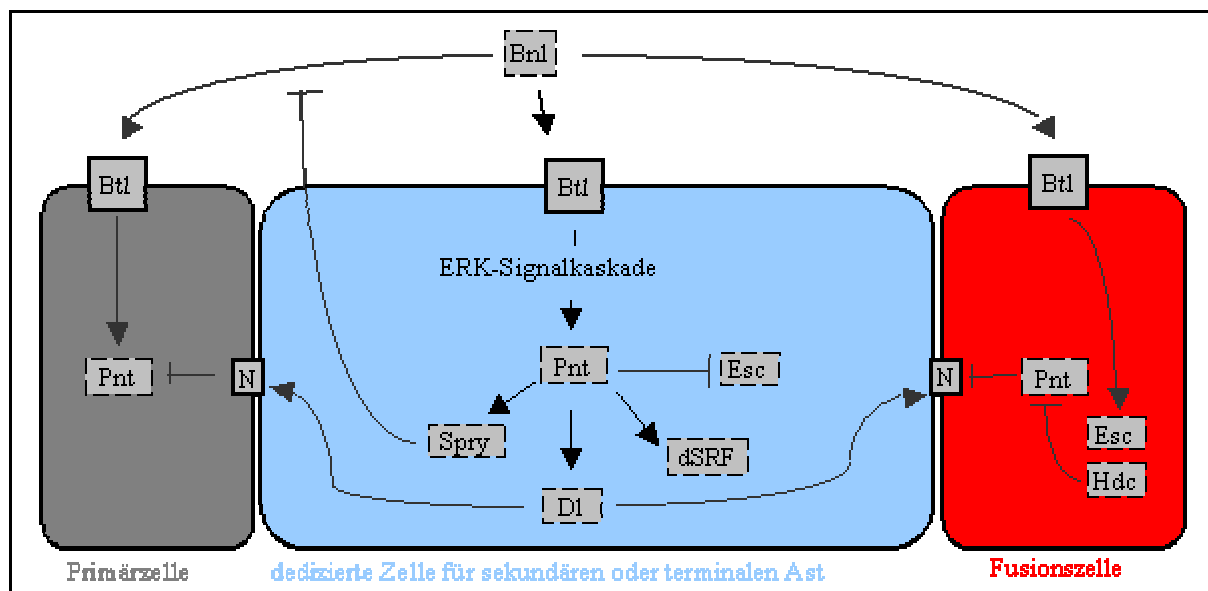 Bnl
Btl
Btl
Btl
ERK-Signalkaskade
Pnt
N
Pnt
Esc
N
Pnt
Spry
dSRF
Esc
Hdc
Dl
Primärzelle
dedizierte Zelle für sekundären oder terminalen Ast
Fusionszelle